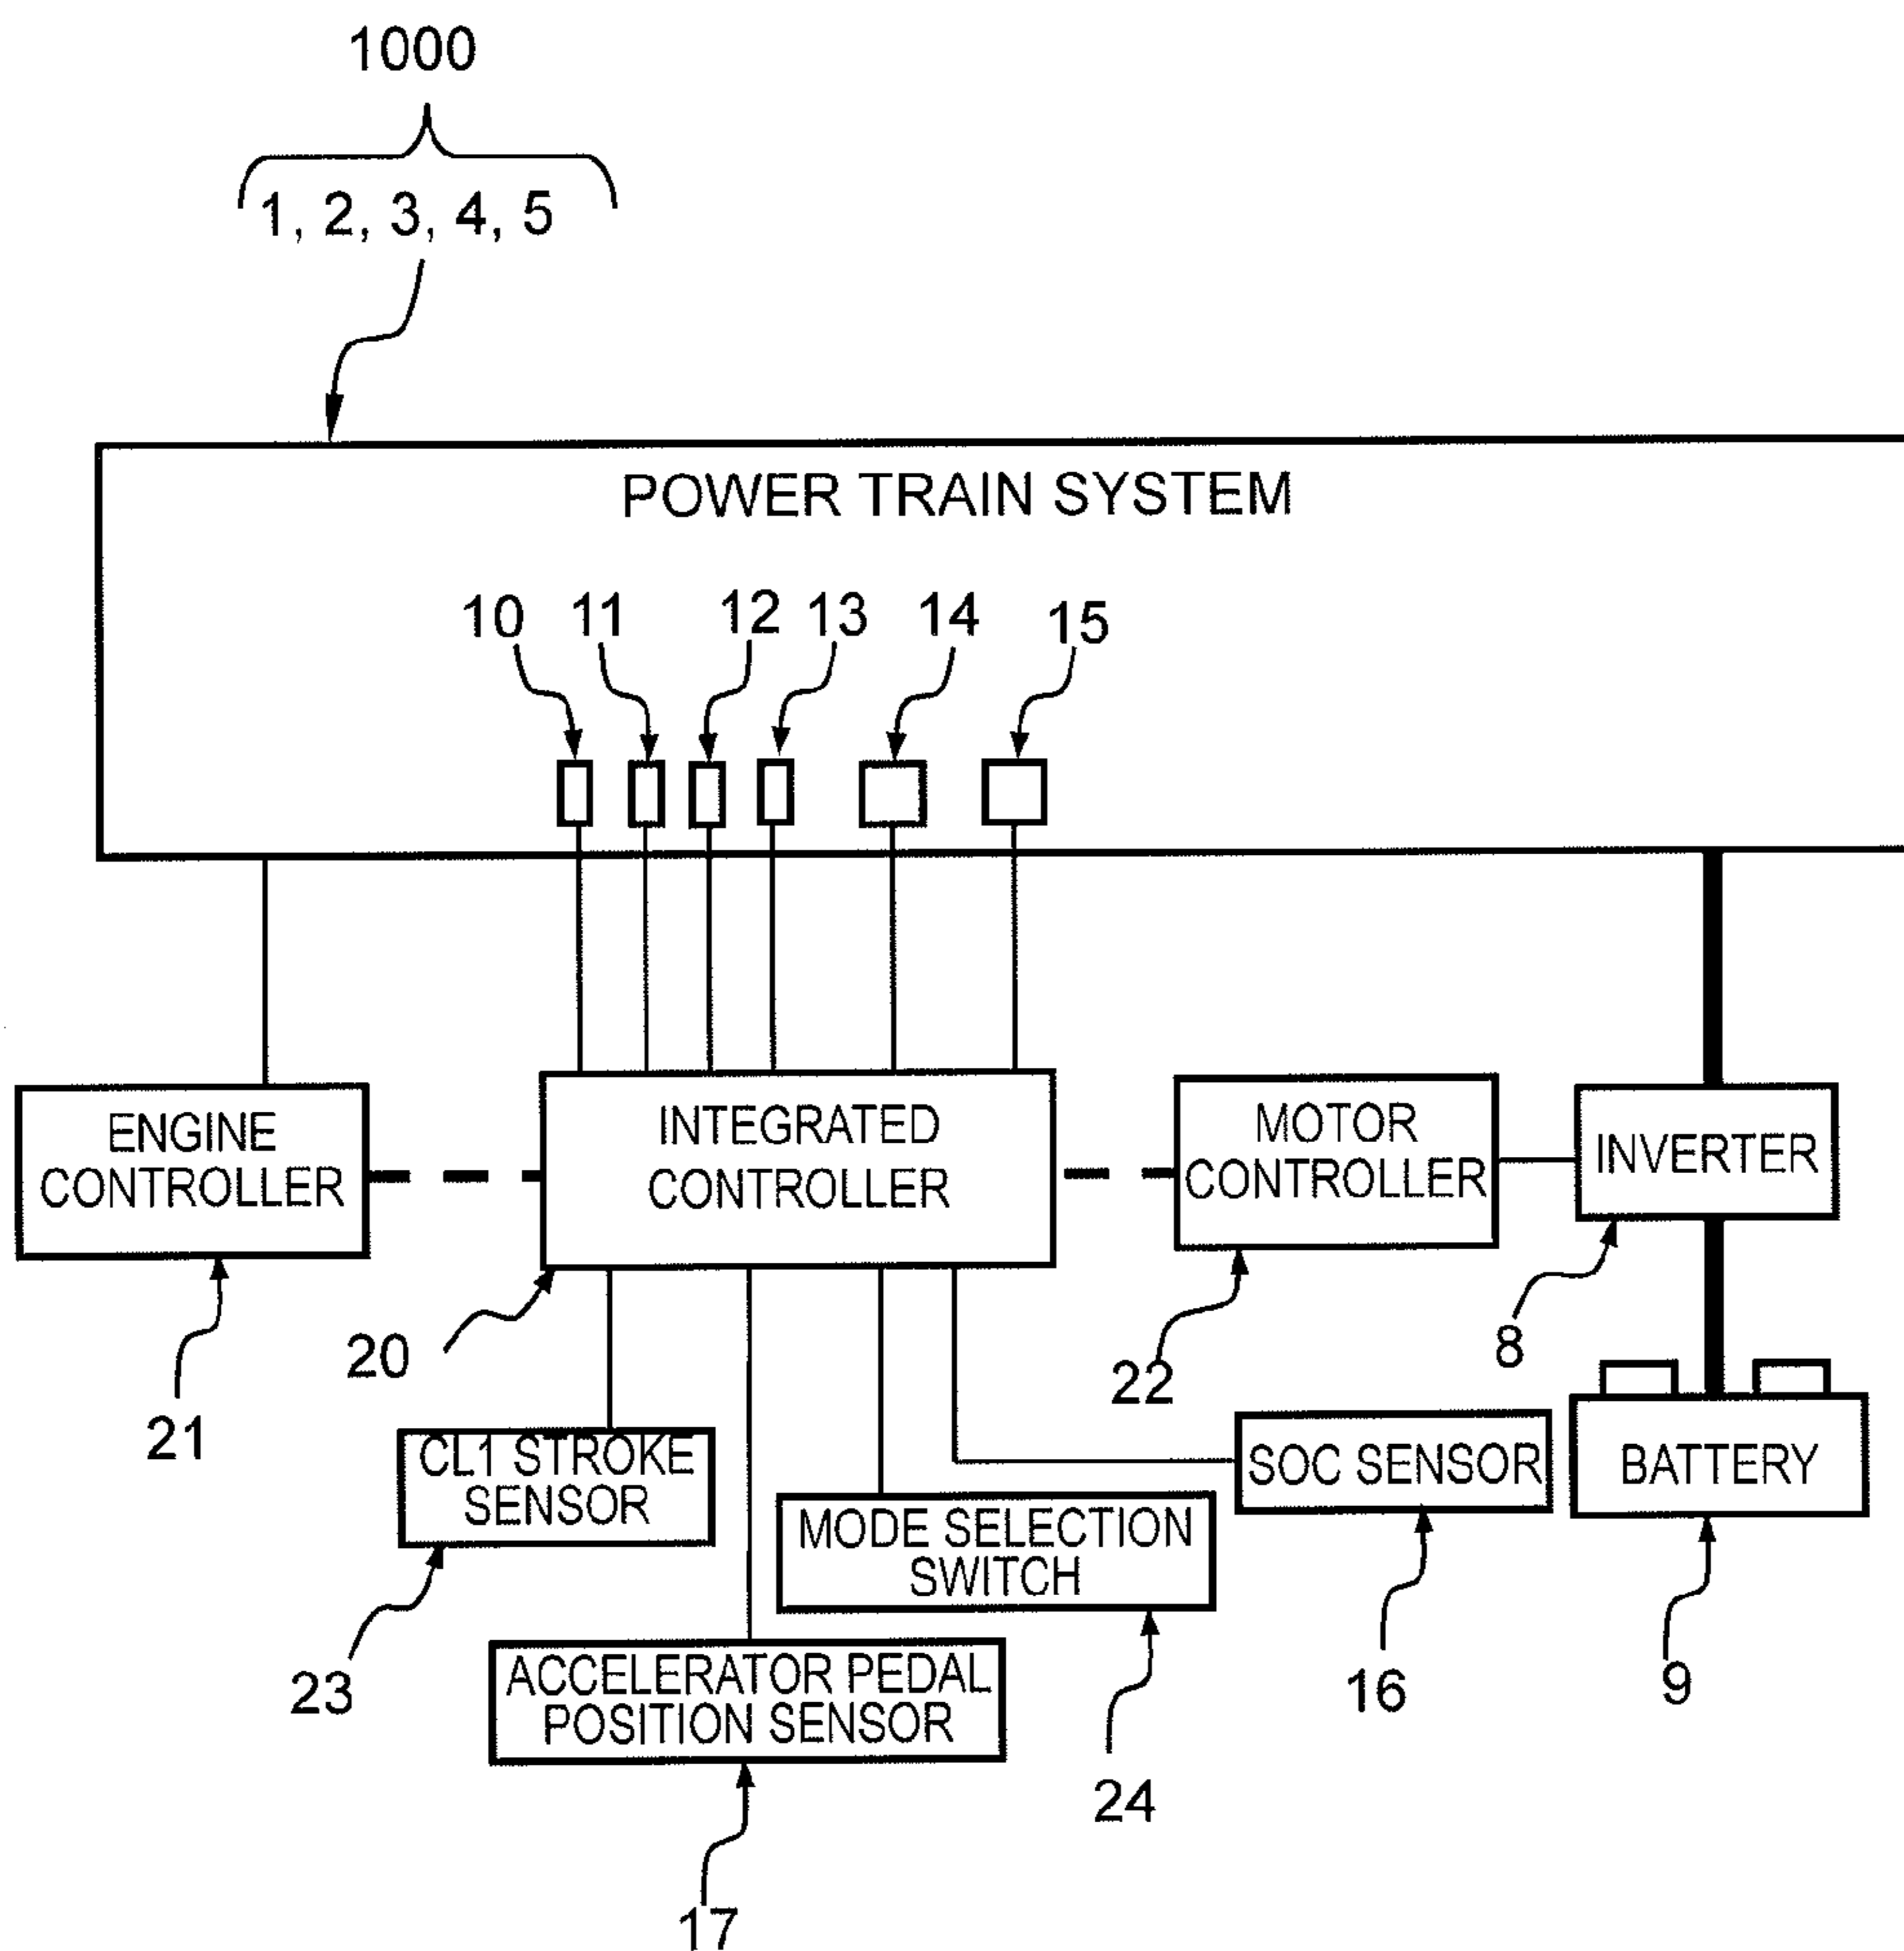 1000
1, 2, 3, 4, 5
POWER TRAIN SYSTEM
10 11 12 13 14 15
ENGINE
CONTROLLER
INTEGRATED
CONTROLLER
MOTOR
CONTROLLER
INVERTER
21
20
22
8
CL1 STROKE
SENSOR
SOC SENSOR
BATTERY
MODE SELECTION
SWITCH
23
ACCELERATOR PEDAL
POSITION SENSOR
16
9
24
17